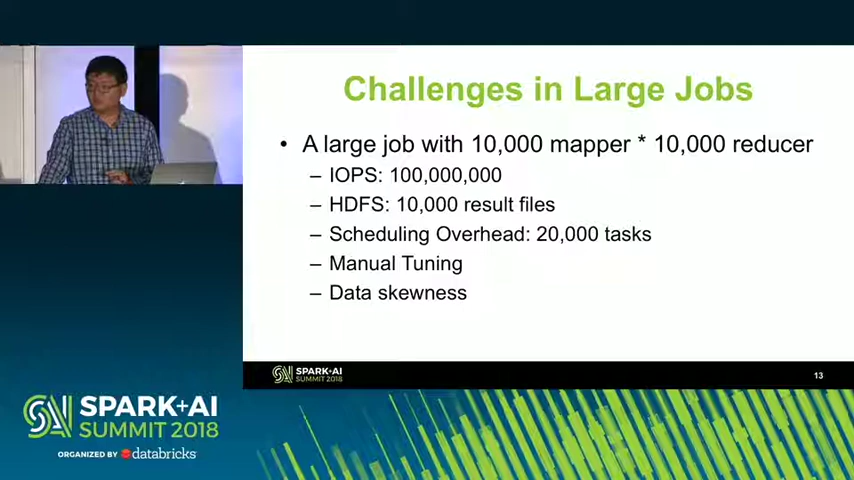 Challenges in Large Jobs
• A large job with 10,000 mapper * 10,000 reducer
– IOPS: 100,000,000
– HDFS: 10,000 result files
– Scheduling Overhead: 20,000 tasks
– Manual Tuning
– Data skewness
SPARK+AI
SUMMIT 2018
13
SPARK+AI
SUMMIT 2018
ORGANIZED BY databricks